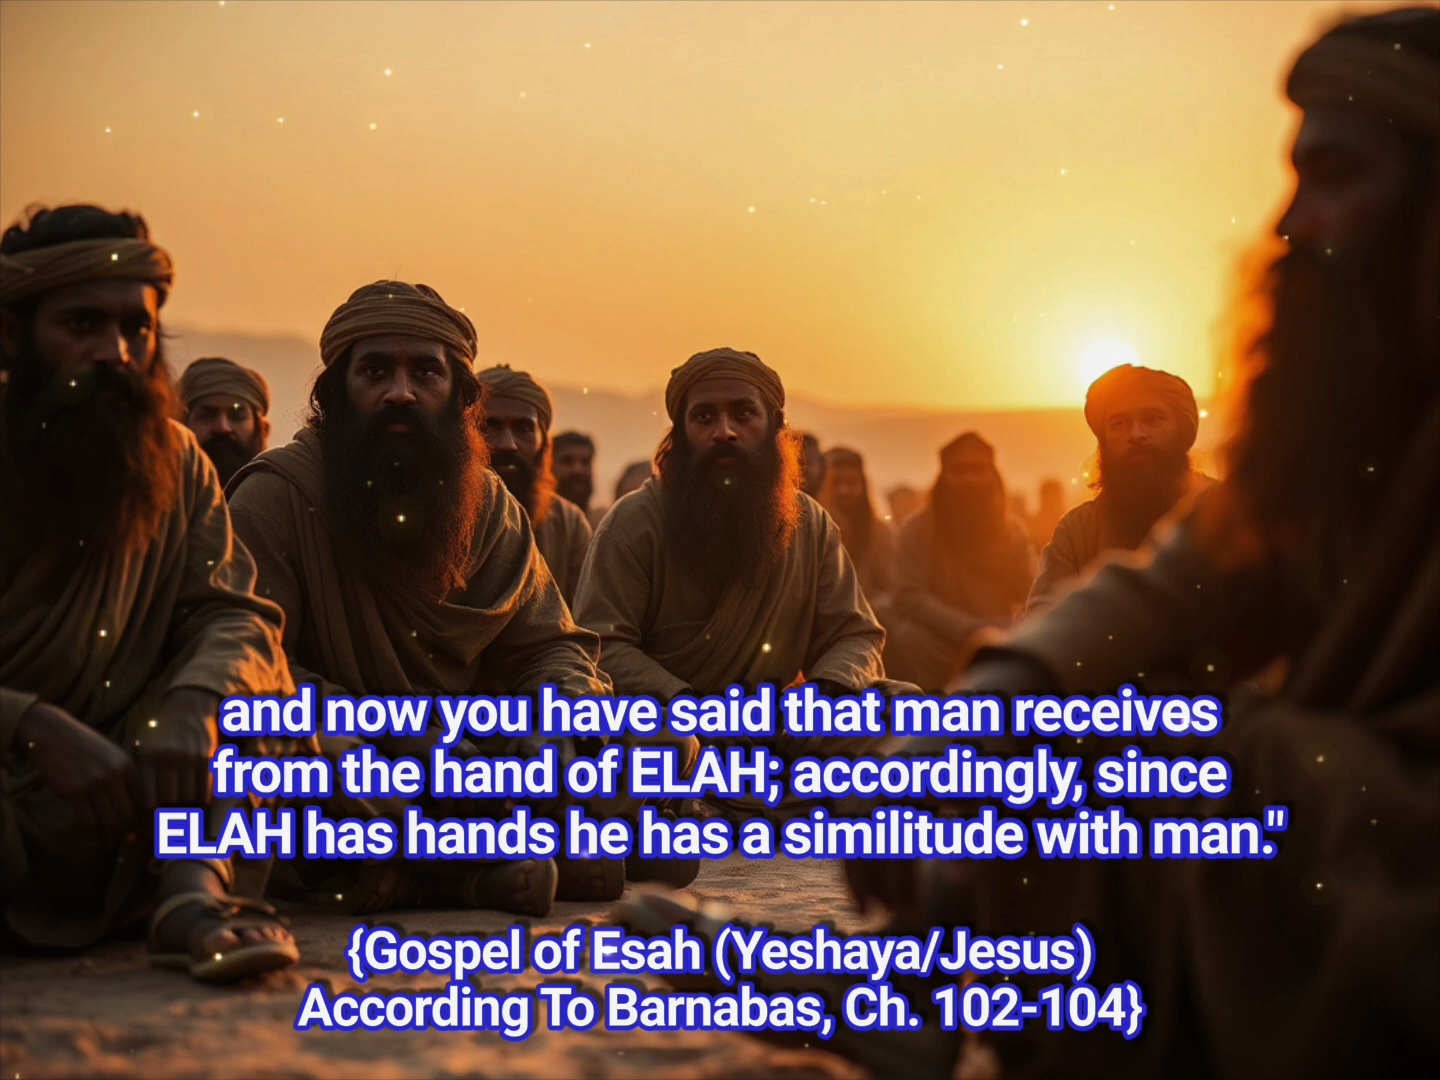 and now you have said that man receives
from the hand of ELAH; accordingly, since
ELAH has hands he has a similitude with man."
{Gospel of Esah (Yeshaya/Jesus)
According To Barnabas, Ch. 102-104}